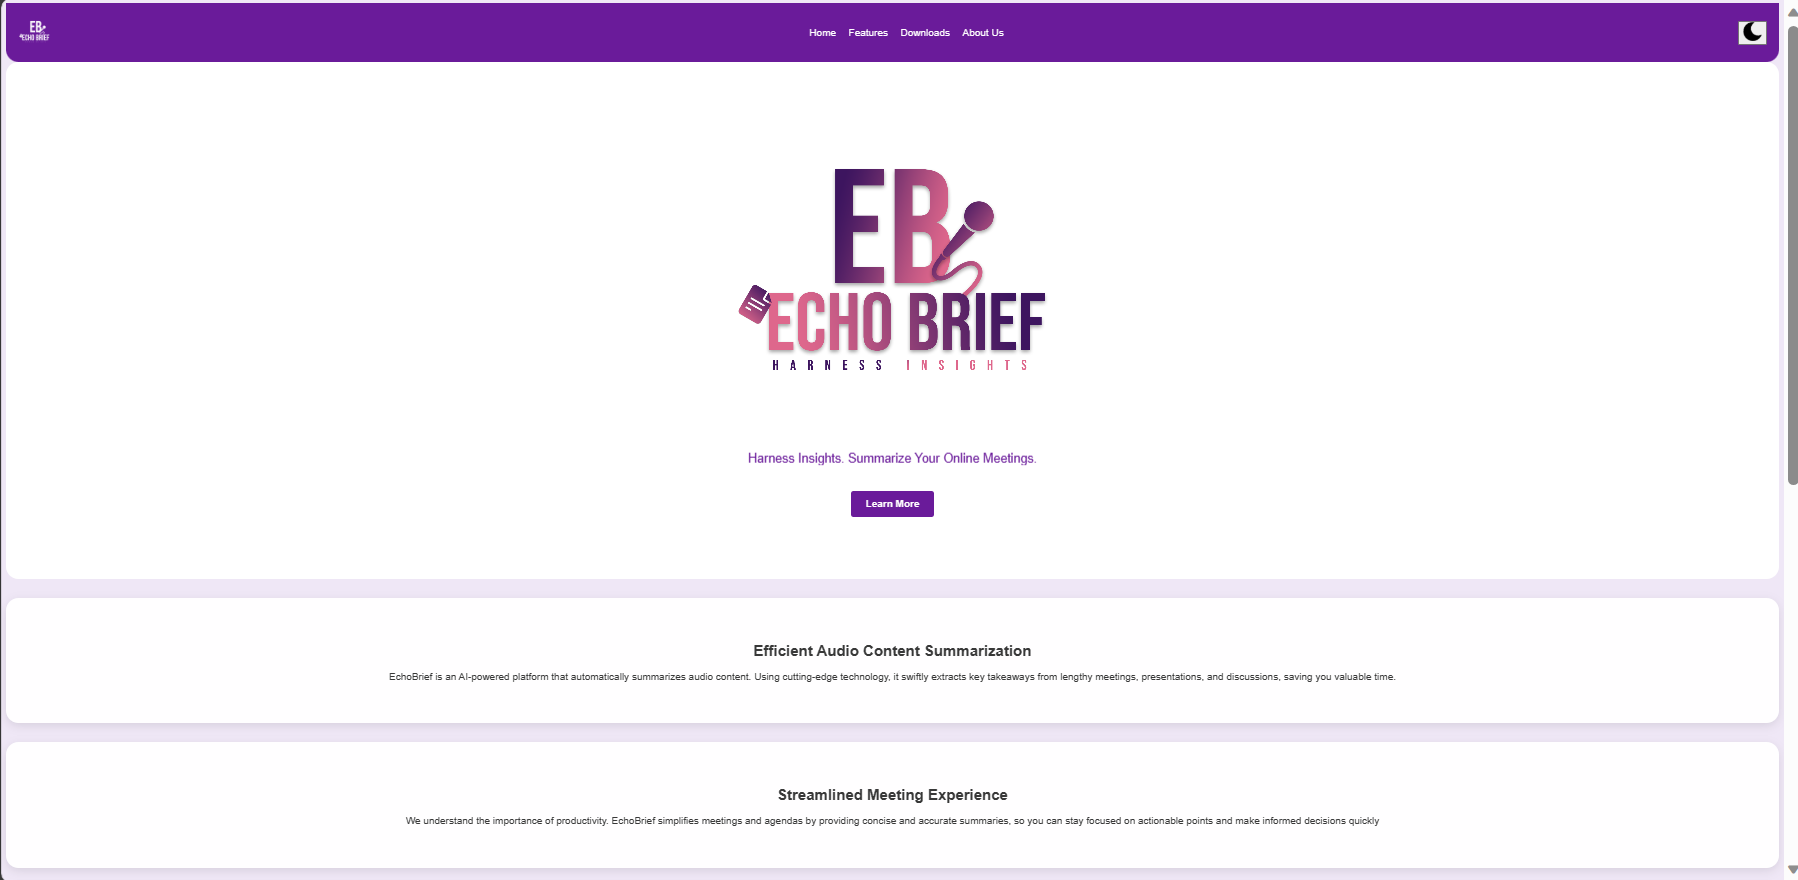 EB
ECHO BRIEF
Home Features Downloads About Us
EB
ECHO BRIEF
HARNESS INSIGHTS
Harness Insights. Summarize Your Online Meetings.
Learn More
Efficient Audio Content Summarization
EchoBrief is an AI-powered platform that automatically summarizes audio content. Using cutting-edge technology, it swiftly extracts key takeaways from lengthy meetings, presentations, and discussions, saving you valuable time.
Streamlined Meeting Experience
We understand the importance of productivity. EchoBrief simplifies meetings and agendas by providing concise and accurate summaries, so you can stay focused on actionable points and make informed decisions quickly